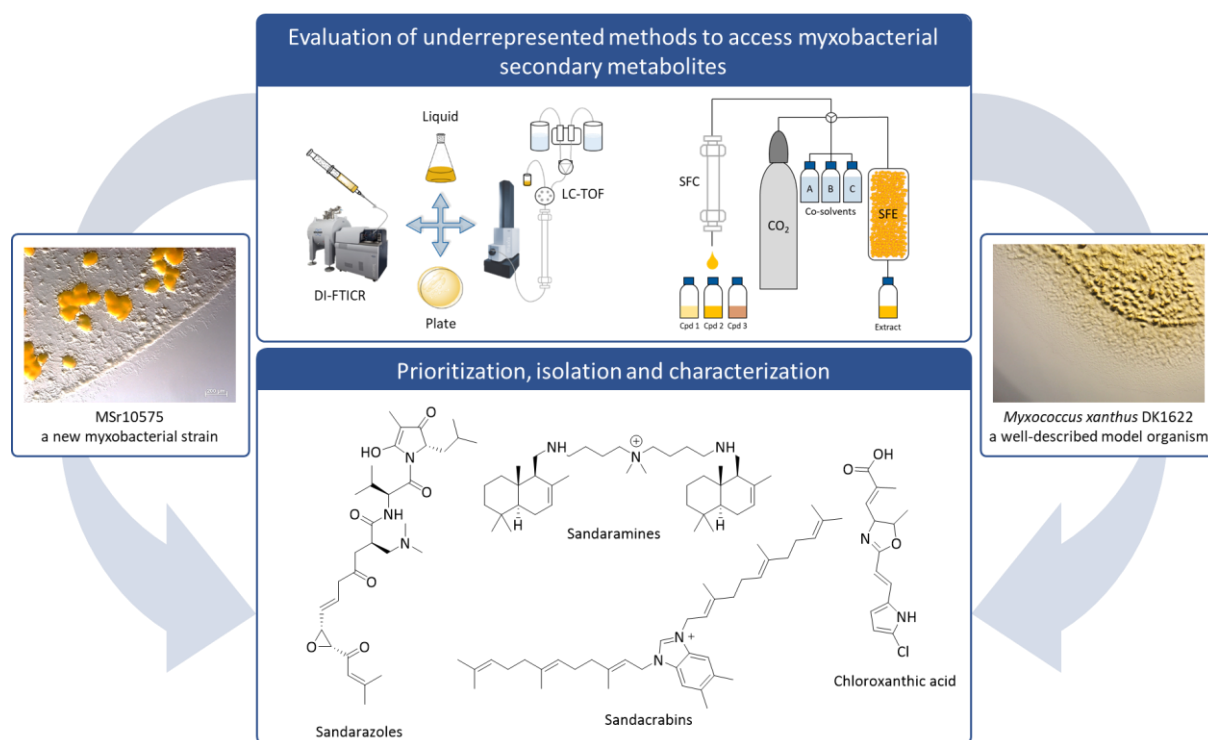 Evaluation of underrepresented methods to access myxobacterial
secondary metabolites
Liquid
LC-TOF
DI-FTICR
Plate
SFC
CO2
A
B
C
Co-solvents
SFE
Cpd 1
Cpd 2
Cpd 3
Extract
MSr10575
a new myxobacterial strain
Myxococcus xanthus DK1622
a well-described model organism
Prioritization, isolation and characterization
O
HO
N
O
O
NH
N
O
O
O
Sandarazoles
NH
N
+
NH
H
H
Sandaramines
N
+
N
Sandacrabins
OH
O
N
O
NH
Cl
Chloroxanthic acid